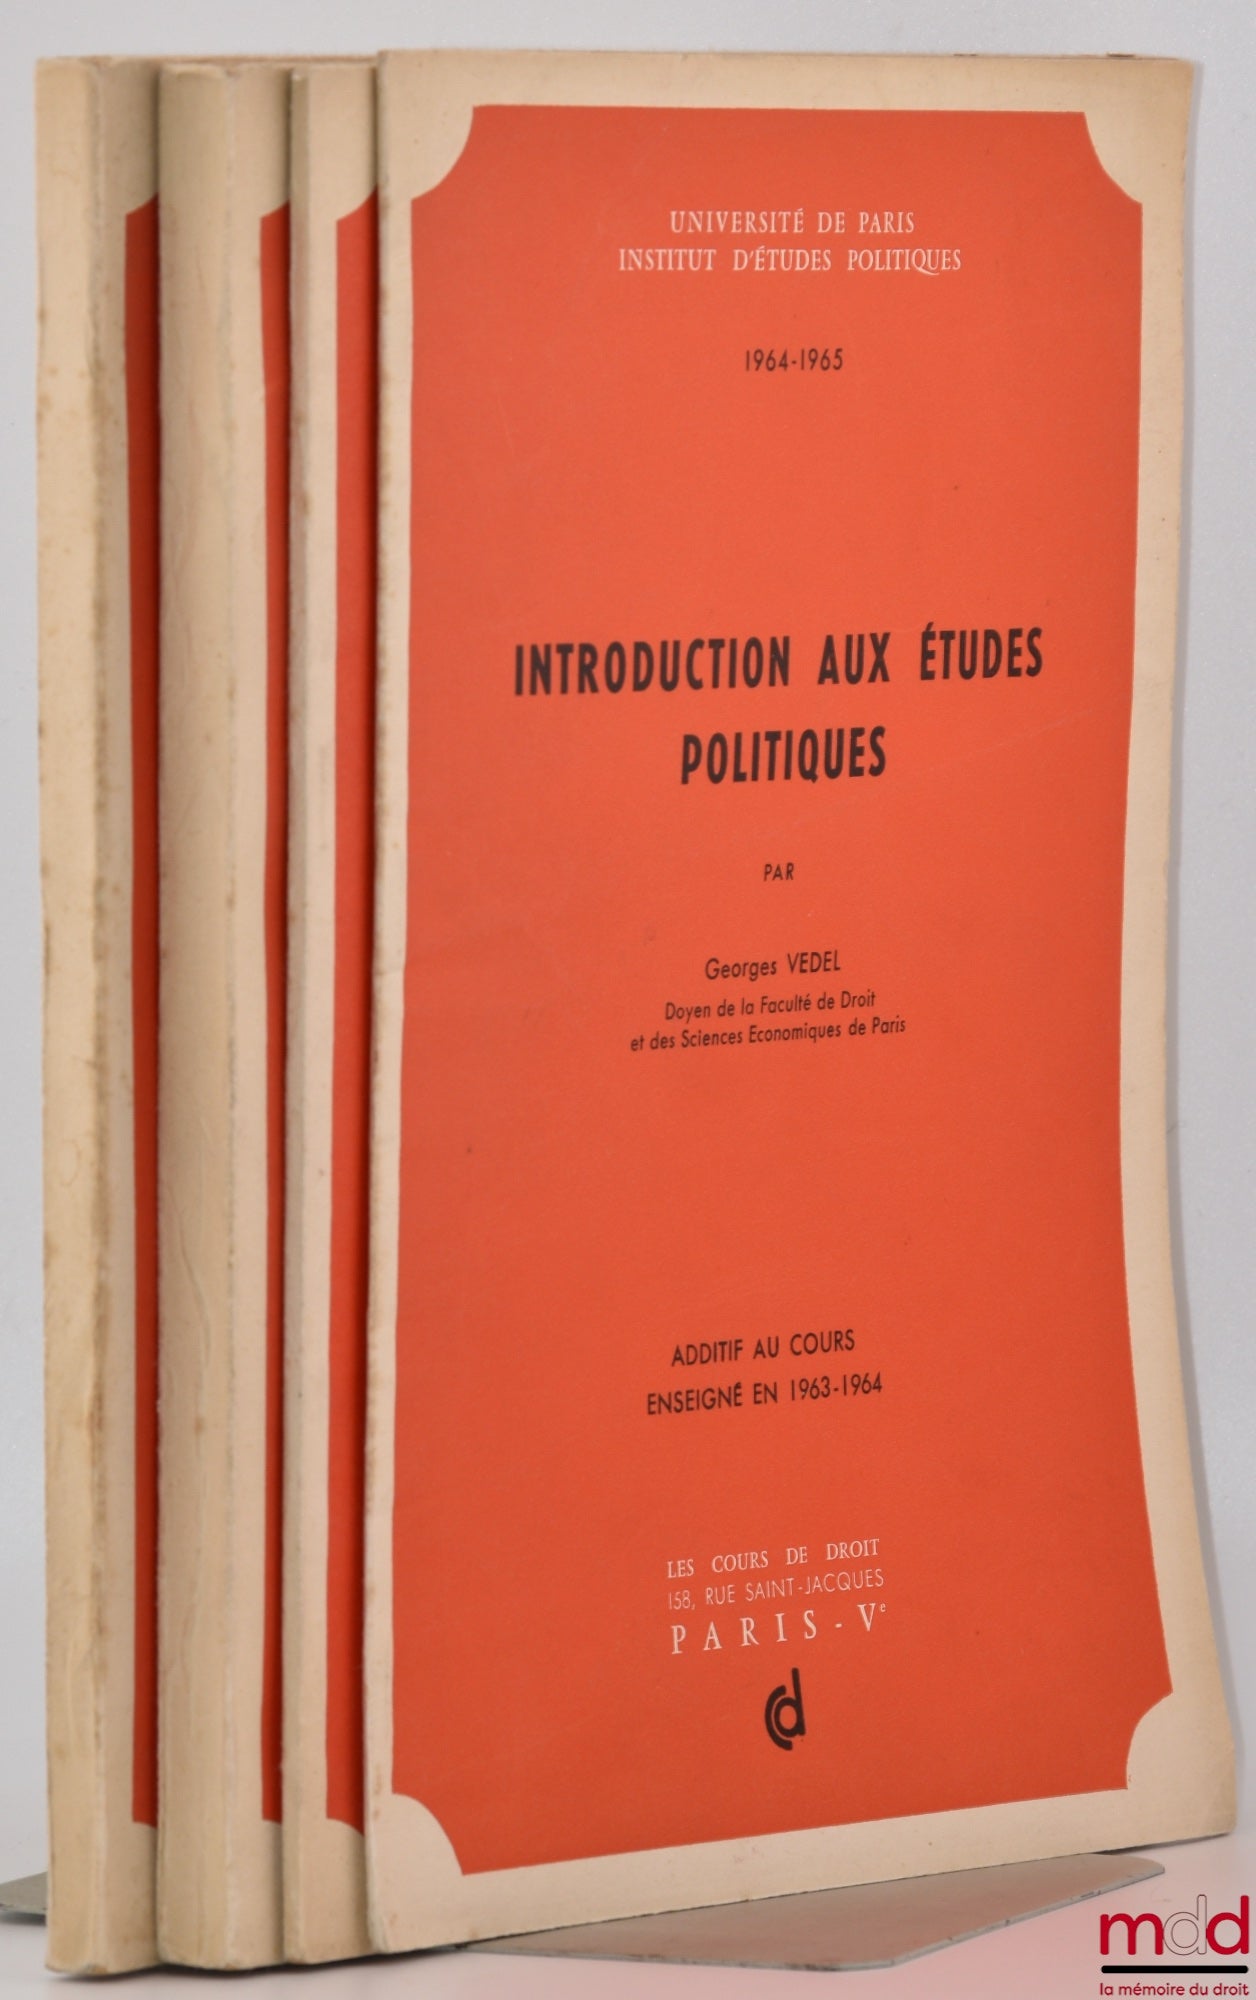 UNIVERSITÉ DE PARIS
INSTITUT D'ÉTUDES POLITIQUES
1964-1965
INTRODUCTION AUX ÉTUDES
POLITIQUES
PAR
Georges VEDEL
Doyen de la Faculté de Droit
et des Sciences Economiques de Paris
ADDITIF AU COURS
ENSEIGNÉ EN 1963-1964
LES COURS DE DROIT
158, RUE SAINT-JACQUES
PARIS-Ve
cd
mdd
la mémoire du droit